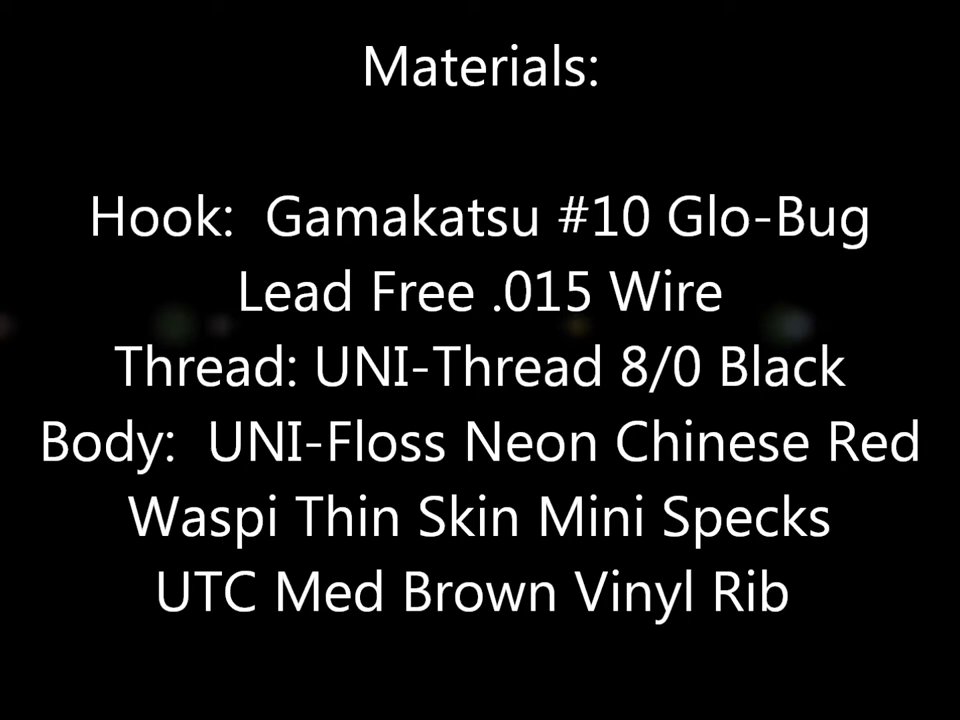 Materials:
Hook:  Gamakatsu #10 Glo-Bug
Lead Free .015 Wire
Thread: UNI-Thread 8/0 Black
Body:  UNI-Floss Neon Chinese Red
Waspi Thin Skin Mini Specks
UTC Med Brown Vinyl Rib